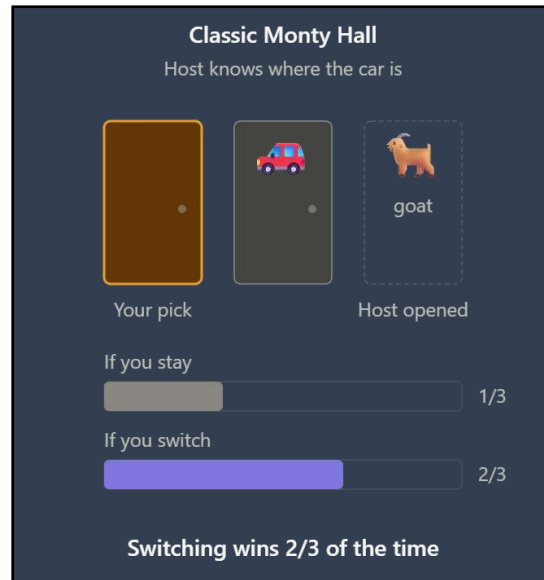 Classic Monty Hall
Host knows where the car is
goat
Your pick
Host opened
If you stay
1/3
If you switch
2/3
Switching wins 2/3 of the time